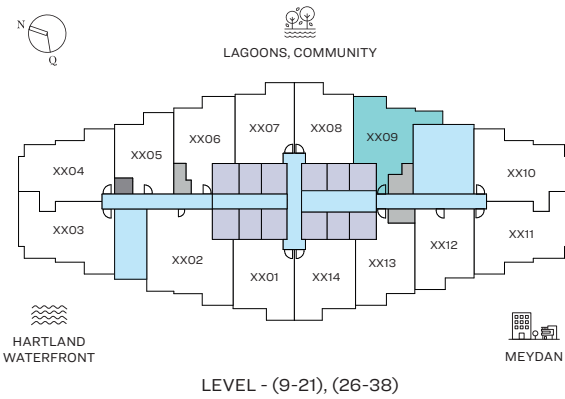 N
Q
LAGOONS, COMMUNITY
XX07
XX08
XX06
XX09
XX05
XX04
XX10
XX03
XX02
XX01
XX14
XX13
XX12
XX11
HARTLAND
WATERFRONT
MEYDAN
LEVEL - (9-21), (26-38)